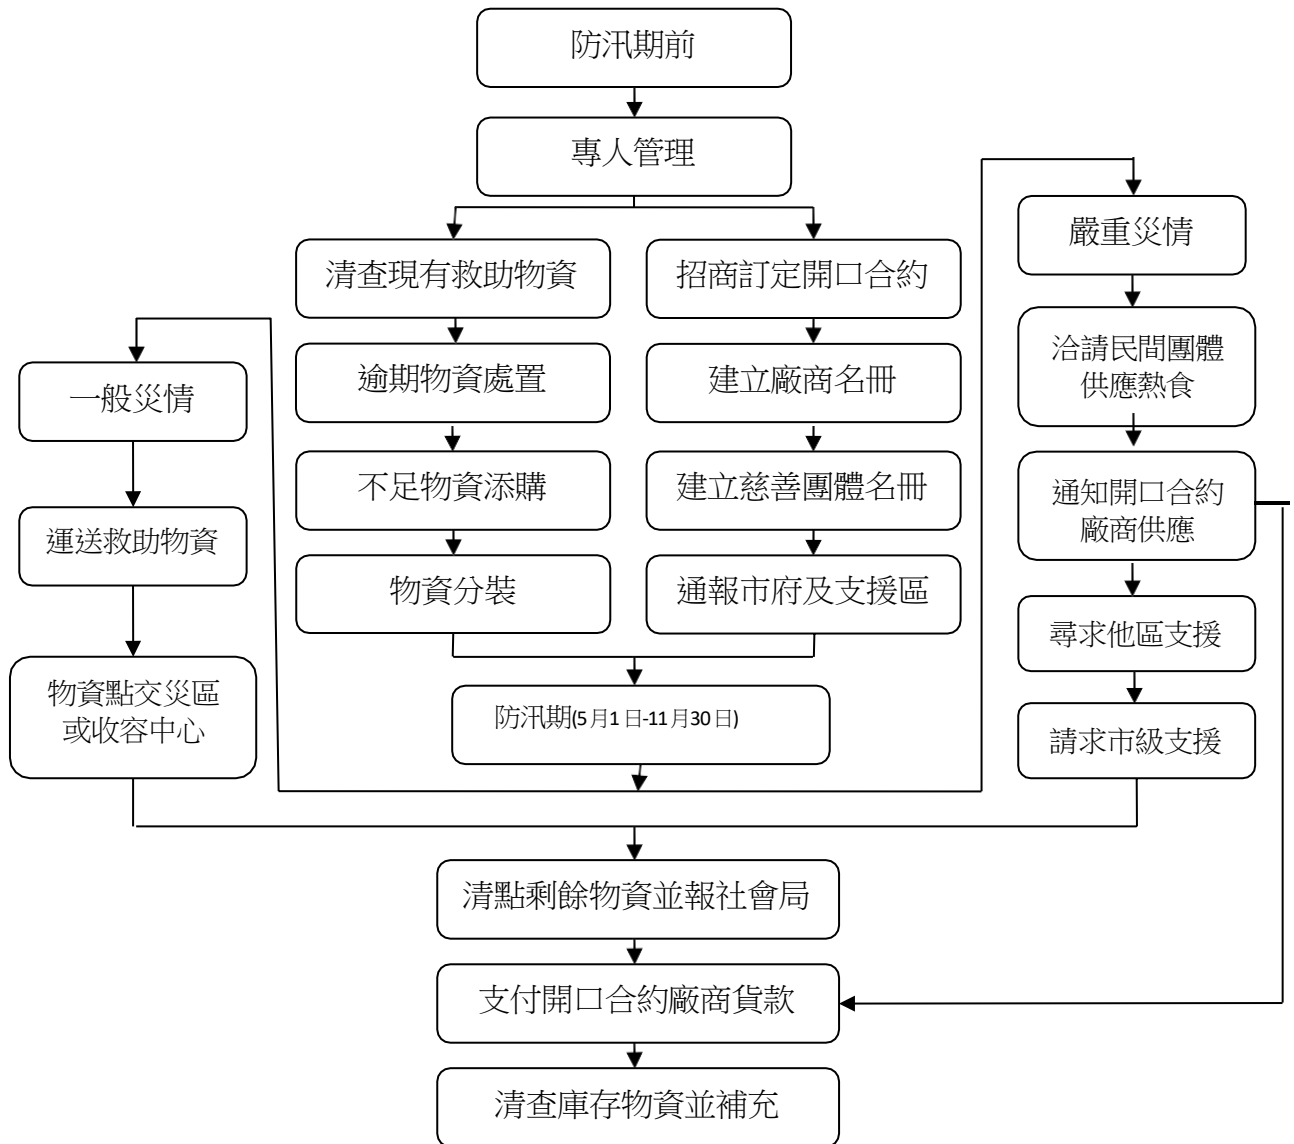 防汛期前
專人管理
清查現有救助物資
逾期物資處置
不足物資添購
物資分裝
招商訂定開口合約
建立廠商名冊
建立慈善團體名冊
通報市府及支援區
防汛期(5月1日-11月30日)
一般災情
運送救助物資
物資點交災區
或收容中心
嚴重災情
洽請民間團體
供應熱食
通知開口合約
廠商供應
尋求他區支援
請求市級支援
清點剩餘物資並報社會局
支付開口合約廠商貨款
清查庫存物資並補充